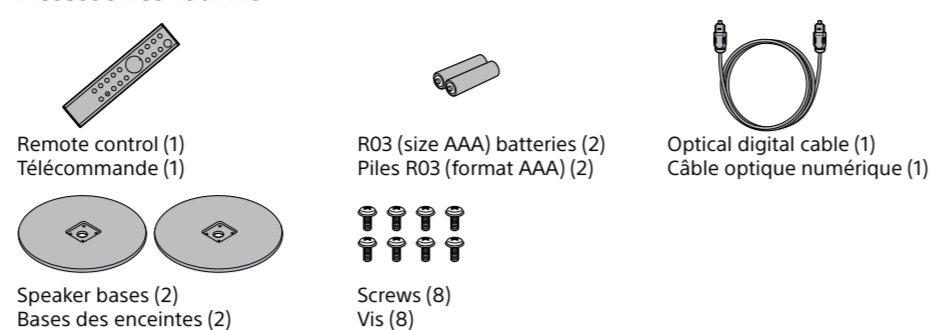 Remote control (1)
Télécommande (1)
R03 (size AAA) batteries (2)
Piles R03 (format AAA) (2)
Optical digital cable (1)
Câble optique numérique (1)
Speaker bases (2)
Bases des enceintes (2)
Screws (8)
Vis (8)